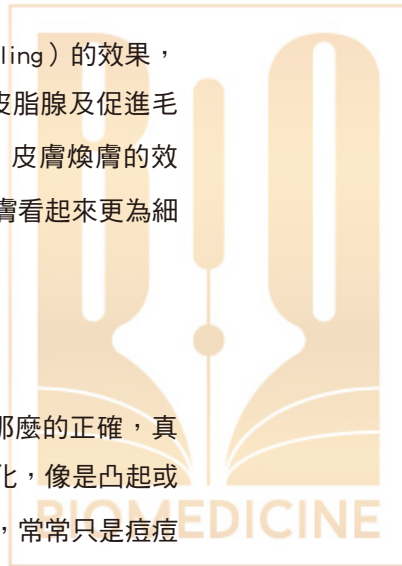 ling）的效果，
皮脂腺及促進毛
皮膚煥膚的效
膚看起來更為細
那麼的正確，真
化，像是凸起或
，常常只是痘痘
BIO
BIOMEDICINE